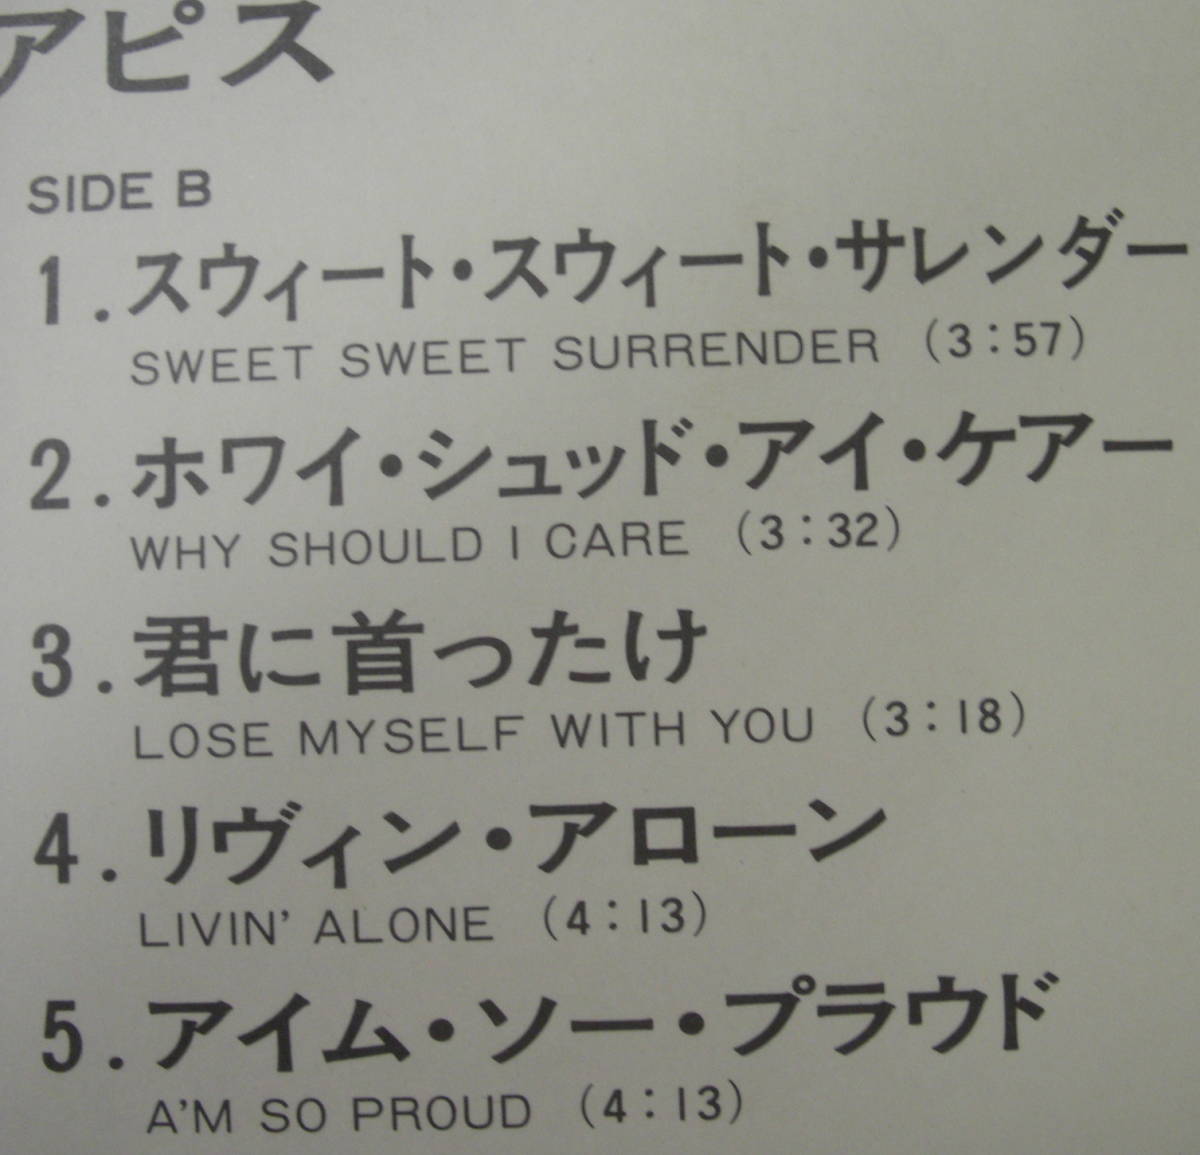 アピス
SIDE B
1.スウィート・スウィート・サレンダー
SWEET SWEET SURRENDER (3:57)
2.ホワイ・シュッド・アイ・ケアー
WHY SHOULD I CARE (3:32)
3.君に首ったけ
LOSE MYSELF WITH YOU (3:18)
4.リヴィン・アローン
LIVIN' ALONE (4:13)
5.アイム・ソー・プラウド
A'M SO PROUD (4:13)